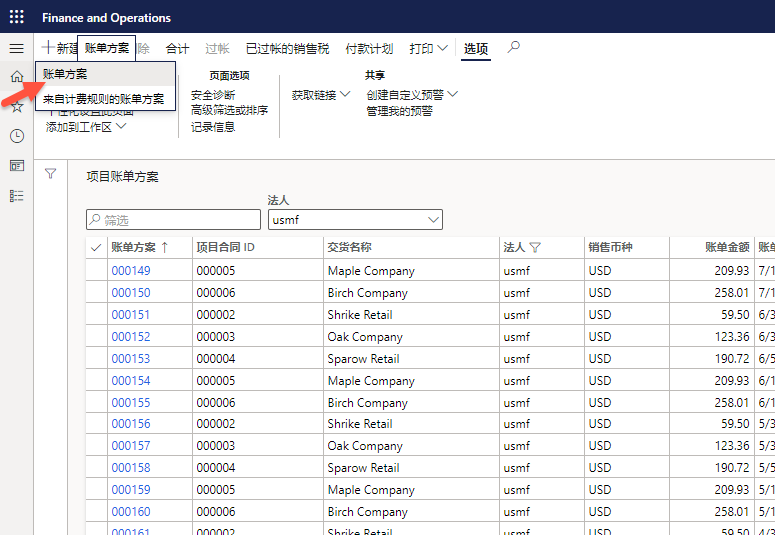 Finance and Operations
新建 账单方案 除 合计 过帐 已过帐的销售税 付款计划 打印 选项
账单方案
来自计费规则的账单方案
个性化设置此页面
添加到工作区
页面选项
安全诊断
高级筛选或排序
记录信息
获取链接
共享
创建自定义预警
管理我的预警
项目账单方案
法人
筛选
usmf
账单方案 项目合同 ID 交货名称 法人 销售币种 账单金额 账单
000149 000005 Maple Company usmf USD 209.93 7/1
000150 000006 Birch Company usmf USD 258.01 7/1
000151 000002 Shrike Retail usmf USD 59.50 6/3
000152 000003 Oak Company usmf USD 123.36 6/3
000153 000004 Sparow Retail usmf USD 190.72 6/5
000154 000005 Maple Company usmf USD 209.93 6/1
000155 000006 Birch Company usmf USD 258.01 6/1
000156 000002 Shrike Retail usmf USD 59.50 5/3
000157 000003 Oak Company usmf USD 123.36 5/3
000158 000004 Sparow Retail usmf USD 190.72 5/5
000159 000005 Maple Company usmf USD 209.93 5/1
000160 000006 Birch Company usmf USD 258.01 5/1
000161 000002 Shrike Retail usmf USD 59.50 4/3